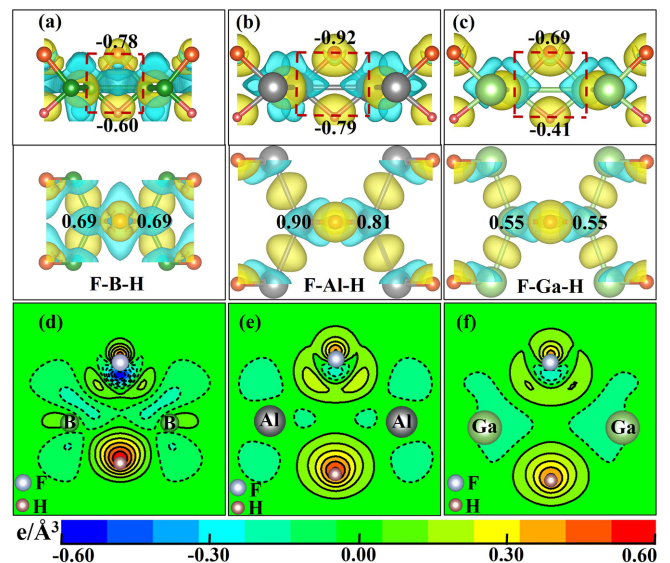 (a) (b) (c)
-0.78 -0.92 -0.69
-0.60 -0.79 -0.41
0.69 0.69 0.90 0.81 0.55 0.55
F-B-H F-Al-H F-Ga-H
(d) (e) (f)
B B Al Al Ga Ga
F F F
H H H
e/Å³
-0.60 -0.30 0.00 0.30 0.60